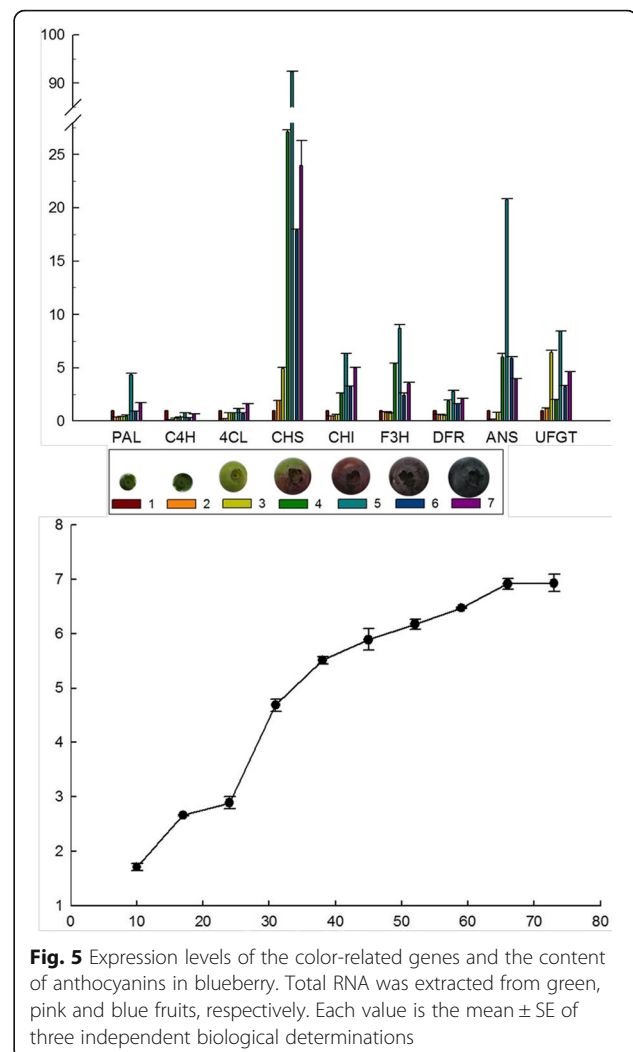 100
90
25
20
15
10
5
0
PAL C4H 4CL CHS CHI F3H DFR ANS UFGT
1 2 3 4 5 6 7
8
7
6
5
4
3
2
1
0 10 20 30 40 50 60 70 80
Fig. 5 Expression levels of the color-related genes and the content
of anthocyanins in blueberry. Total RNA was extracted from green,
pink and blue fruits, respectively. Each value is the mean ± SE of
three independent biological determinations